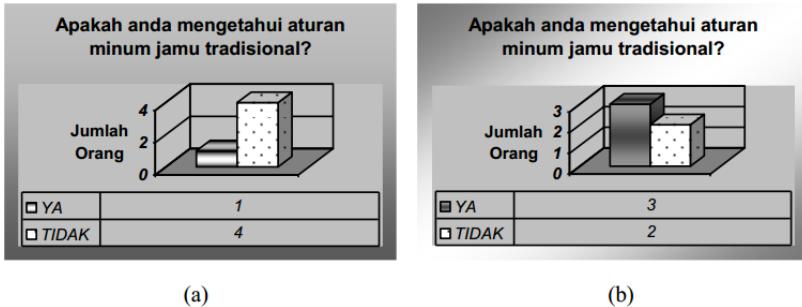 Apakah anda mengetahui aturan
minum jamu tradisional?
4
2
0
Jumlah
Orang
YA 1
TIDAK 4
(a)
Apakah anda mengetahui aturan
minum jamu tradisional?
3
2
1
0
Jumlah
Orang
YA 3
TIDAK 2
(b)